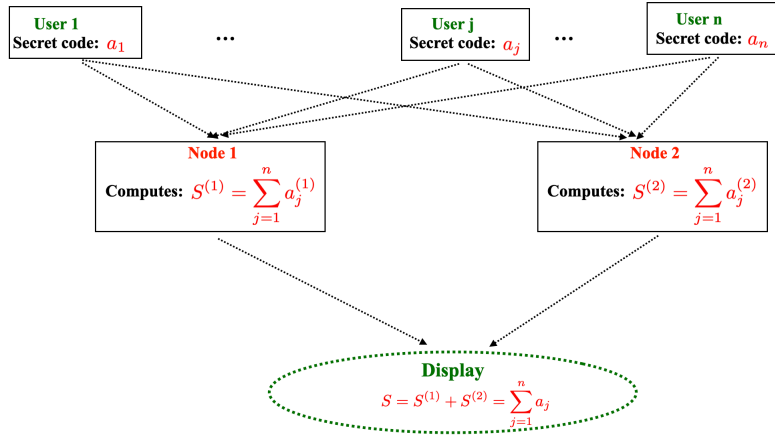 User 1
Secret code: a_1
...
User j
Secret code: a_j
...
User n
Secret code: a_n
Node 1
Computes: S^{(1)} = \sum_{j=1}^{n} a_j^{(1)}
Node 2
Computes: S^{(2)} = \sum_{j=1}^{n} a_j^{(2)}
Display
S = S^{(1)} + S^{(2)} = \sum_{j=1}^{n} a_j